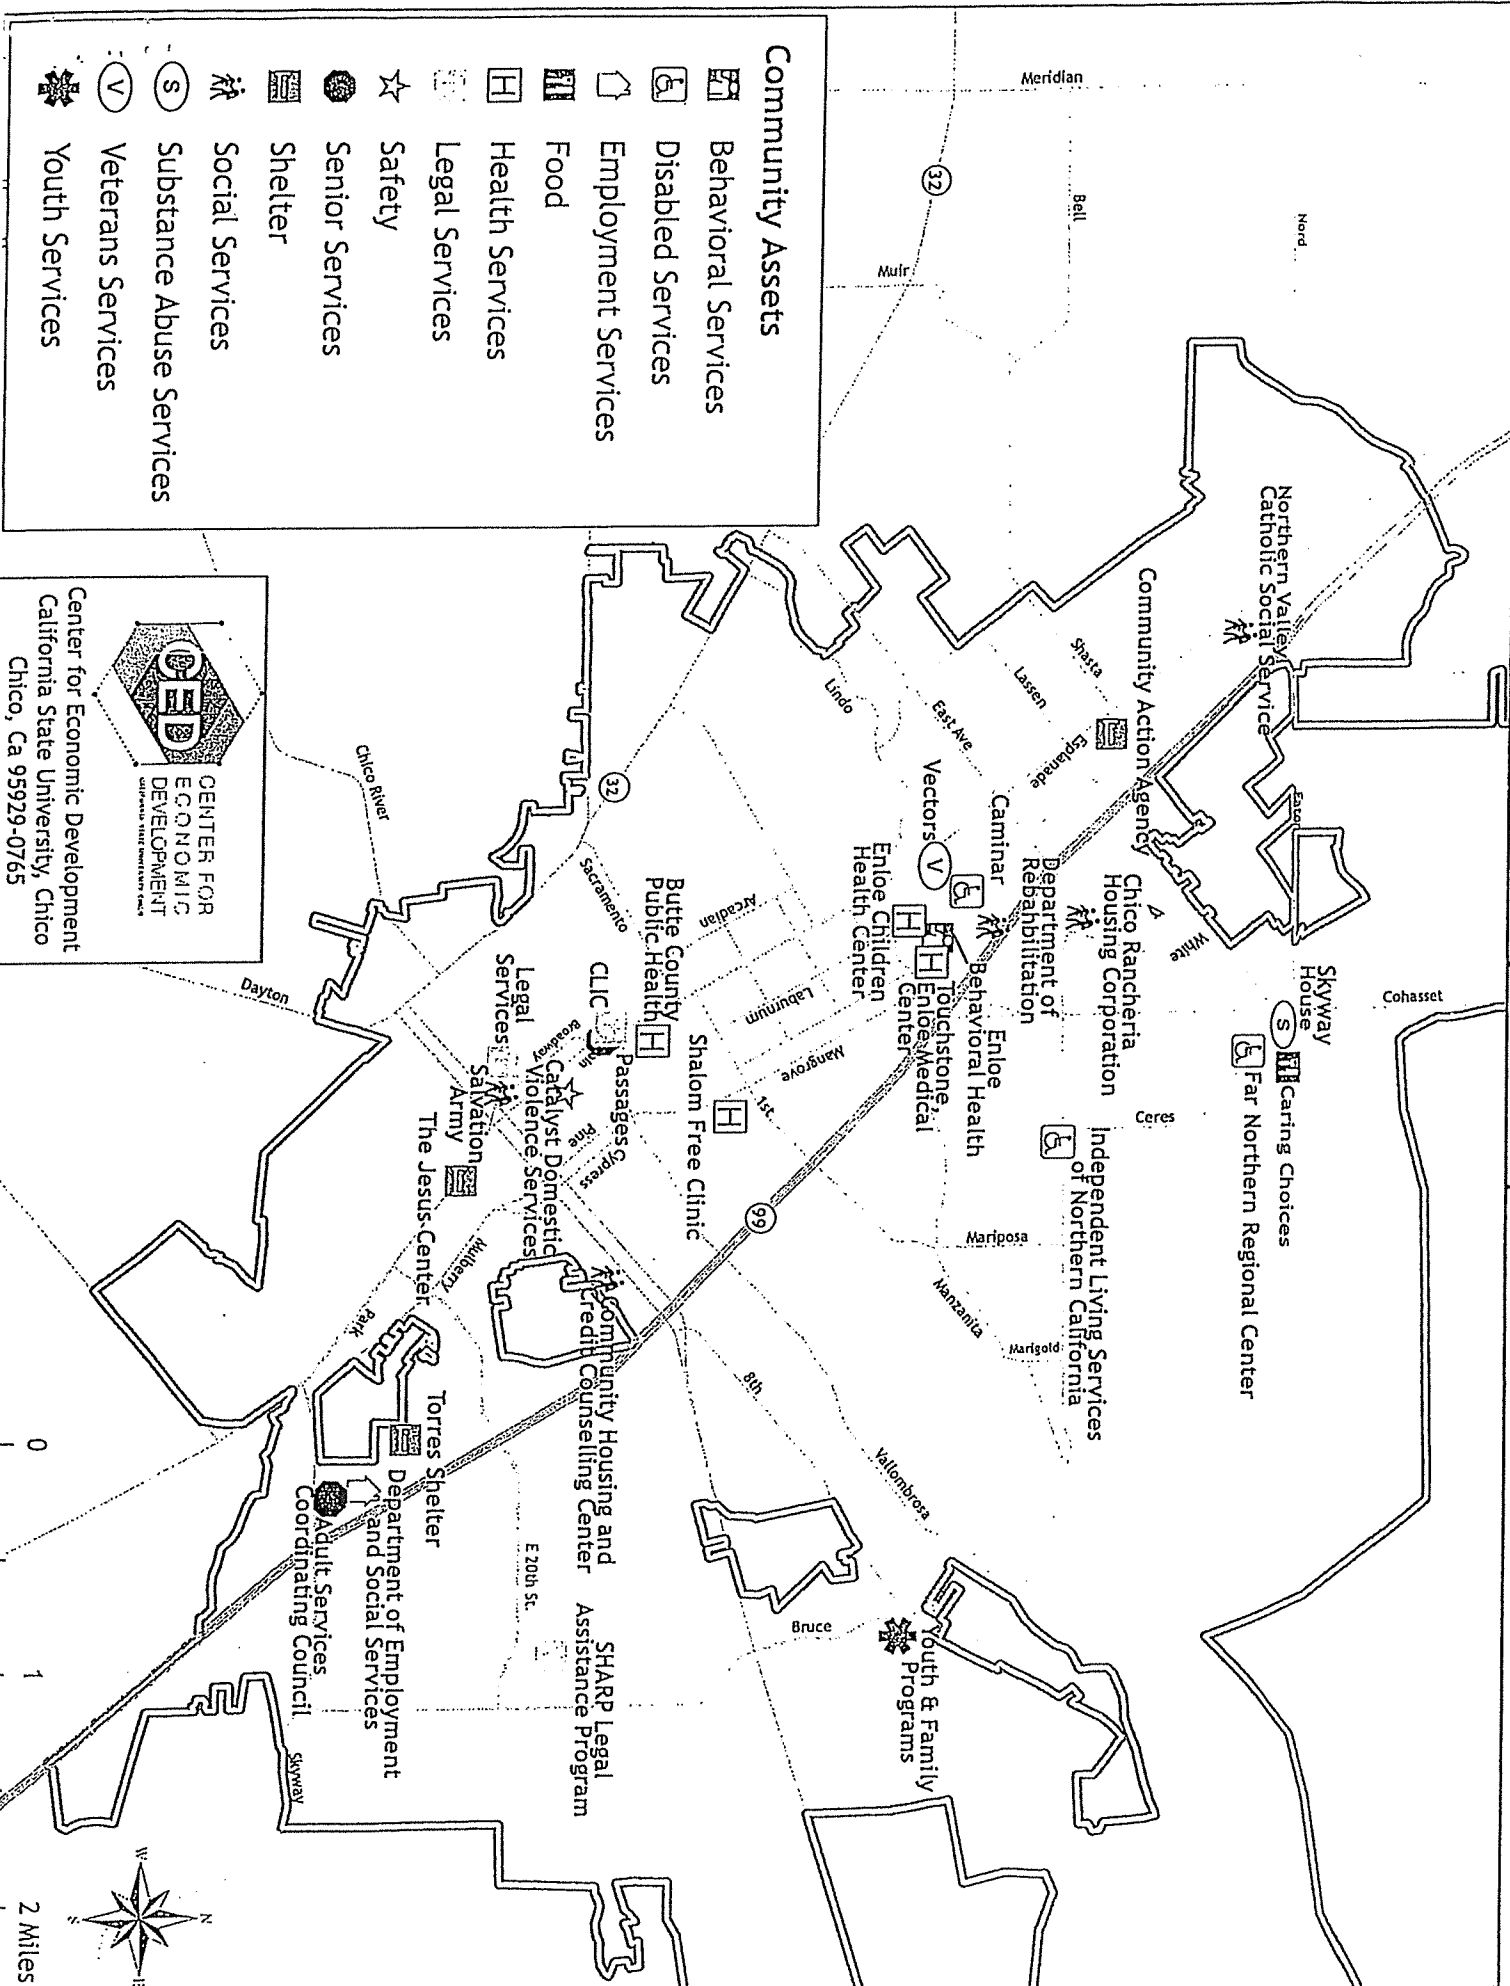 Community Assets
Behavioral Services
Disabled Services
Employment Services
Food
Health Services
Legal Services
Safety
Senior Services
Shelter
Social Services
S
Substance Abuse Services
V
Veterans Services
Youth Services
H
CED
CENTER FOR
ECONOMIC
DEVELOPMENT
Center for Economic Development
California State University, Chico
Chico, Ca 95929-0765
Meridian
32
Bell
Nord
Muir
Northern Valley
Catholic Social Service
Community Action Agency
Shasta
Lassen
East Ave
Lindo
Esplanade
Eaton
White
Cohasset
Skyway
House
S
Caring Choices
Far Northern Regional Center
Chico Rancheria
Housing Corporation
Department of
Rebahbilitation
Caminar
Vectors
V
Enloe Children
Health Center
H
H
Enloe
Behavioral Health
Touchstone,
Enloe Medical
Center
Ceres
Independent Living Services
of Northern California
Mariposa
Manzanita
Marigold
99
32
Chico River
Sacramento
Arcadian
Laburnum
Mangrove
1st
Butte County
Public Health
H
Shalom Free Clinic
H
CLIC
Passages
Broadway
Main
Legal
Services
Catalyst Domestic
Violence Services
Pine
Cypress
Salvation
Army
The Jesus Center
Dayton
Mulberry
Park
Community Housing and
Credit Counselling Center
8th
Vallombrosa
Torres Shelter
Department of Employment
and Social Services
Adult Services
Coordinating Council
E 20th St.
SHARP Legal
Assistance Program
Bruce
Youth & Family
Programs
Skyway
N
W
E
S
0
1
2 Miles